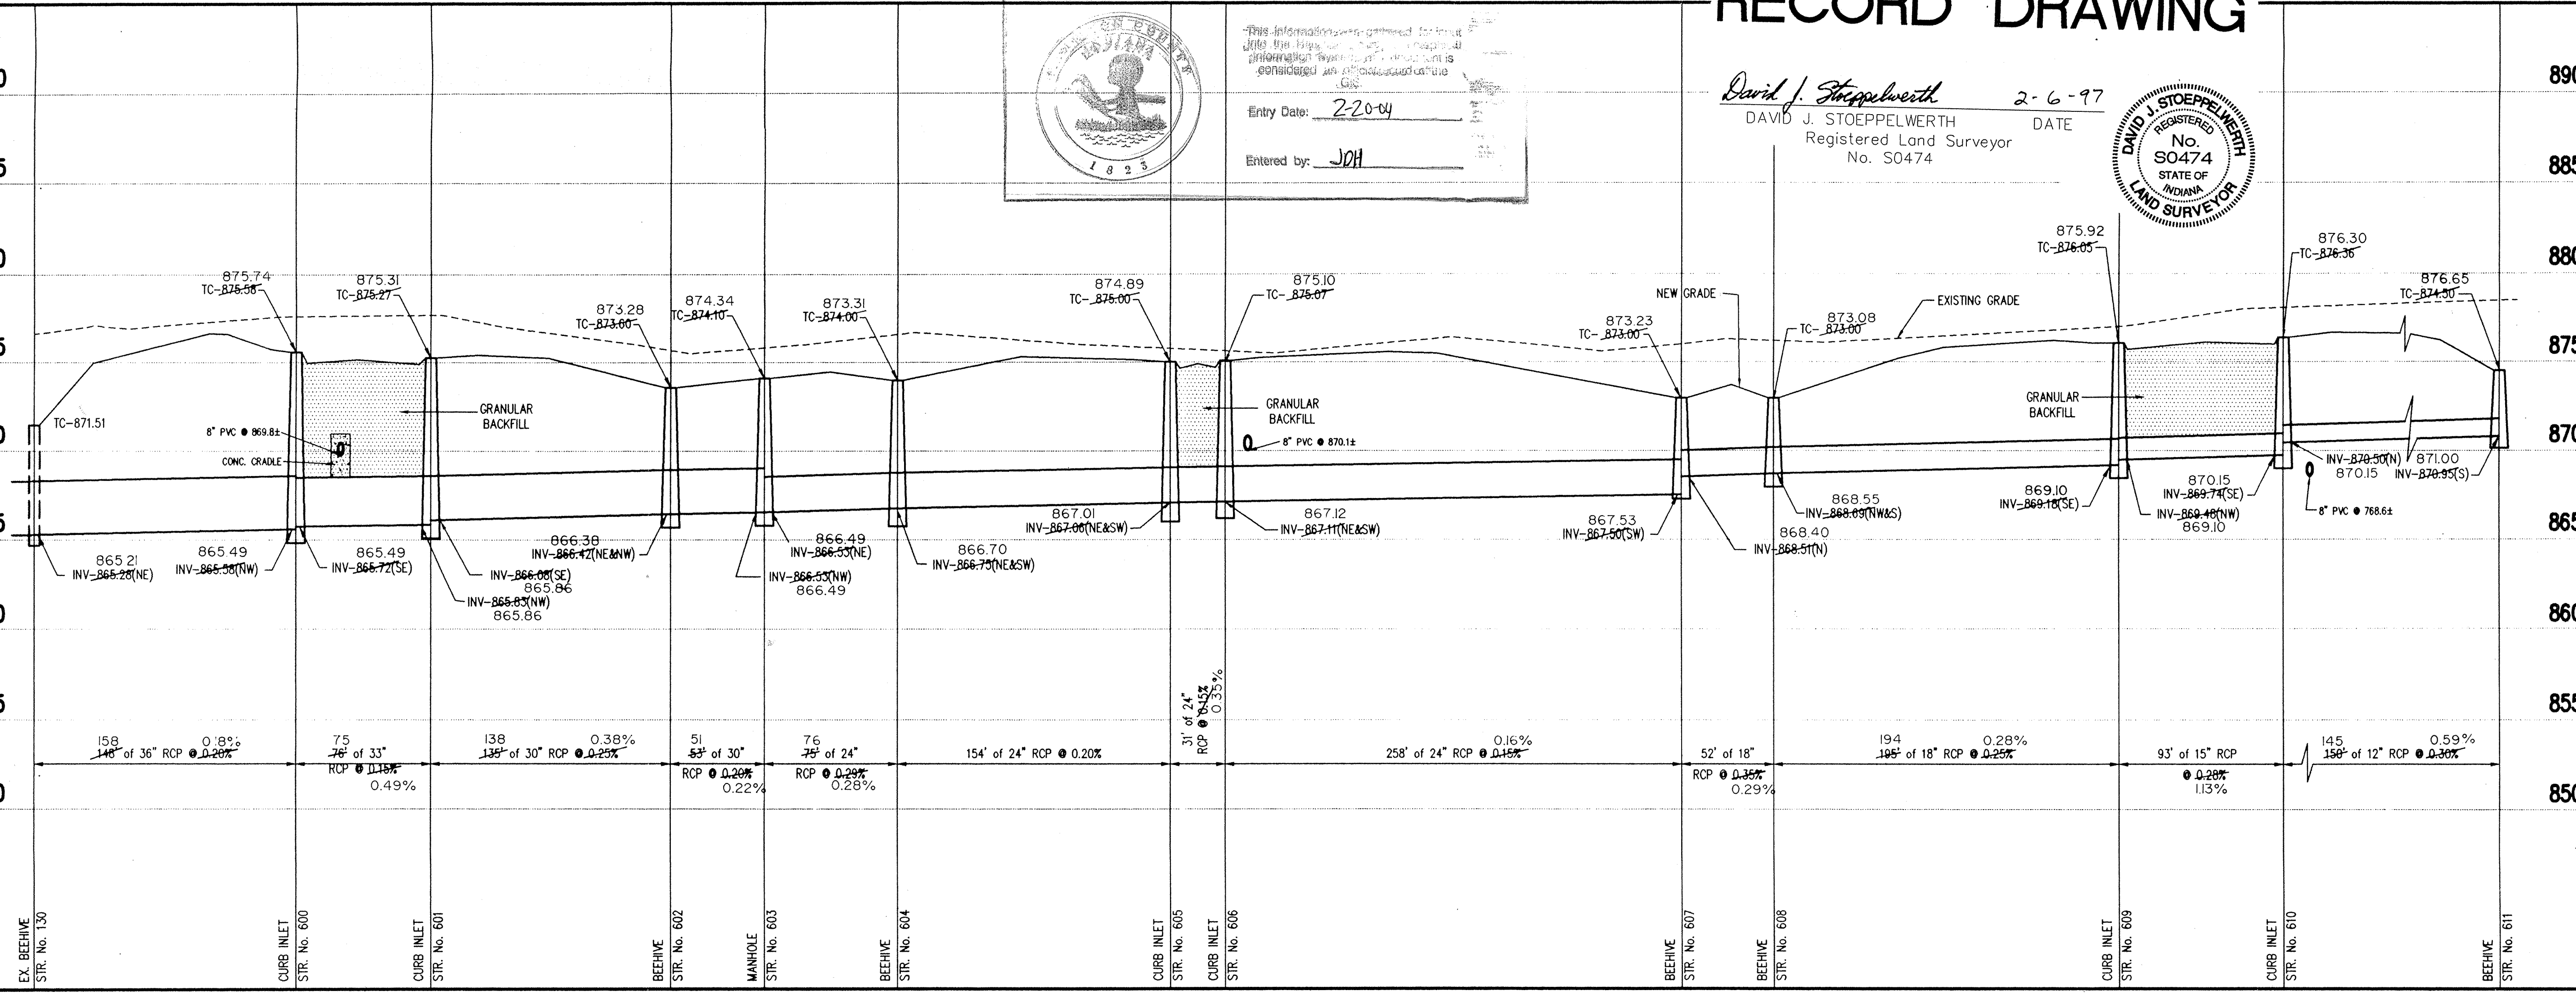 RECORD DRAWING
INDIANA
1823
This information was gathered for input
into the
information
considered an official record of the
GIS.
Entry Date: 2-20-04
Entered by: JDH
David J. Stoeppelwerth 2-6-97
DAVID J. STOEPPELWERTH DATE
Registered Land Surveyor
No. S0474
DAVID J. STOEPPELWERTH
REGISTERED
No.
S0474
STATE OF
INDIANA
LAND SURVEYOR
890
885
880
875
870
865
860
855
850
TC-871.51
875.74
TC-875.58
875.31
TC-875.27
873.28
TC-873.60
874.34
TC-874.10
873.31
TC-874.00
874.89
TC-875.00
875.10
TC-875.07
NEW GRADE
EXISTING GRADE
873.23
TC-873.00
873.08
TC-873.00
875.92
TC-876.05
876.30
TC-876.36
876.65
TC-874.50
8" PVC @ 869.8±
CONC. CRADLE
GRANULAR
BACKFILL
GRANULAR
BACKFILL
8" PVC @ 870.1±
GRANULAR
BACKFILL
8" PVC @ 768.6±
865.21
INV-865.28(NE)
865.49
INV-865.58(NW)
865.49
INV-865.72(SE)
INV-866.08(SE)
865.86
INV-865.83(NW)
865.86
866.38
INV-866.42(NE&NW)
866.49
INV-866.53(NE)
INV-866.53(NW)
866.49
866.70
INV-866.75(NE&SW)
867.01
INV-867.06(NE&SW)
867.12
INV-867.11(NE&SW)
867.53
INV-867.50(SW)
868.40
INV-868.51(N)
868.55
INV-868.69(NW&S)
869.10
INV-869.18(SE)
INV-869.48(NW)
869.10
870.15
INV-869.74(SE)
INV-870.50(N)
870.15
871.00
INV-870.95(S)
158 0.18%
148' of 36" RCP @ 0.20%
75
76' of 33"
RCP @ 0.15%
0.49%
138 0.38%
135' of 30" RCP @ 0.25%
51
53' of 30"
RCP @ 0.20%
0.22%
76
75' of 24"
RCP @ 0.29%
0.28%
154' of 24" RCP @ 0.20%
31' of 24"
RCP @ 0.15%
0.35%
0.16%
258' of 24" RCP @ 0.15%
52' of 18"
RCP @ 0.35%
0.29%
194 0.28%
195' of 18" RCP @ 0.25%
93' of 15" RCP
@ 0.28%
1.13%
145 0.59%
150' of 12" RCP @ 0.30%
EX. BEEHIVE
STR. No. 130
CURB INLET
STR. No. 600
CURB INLET
STR. No. 601
BEEHIVE
STR. No. 602
MANHOLE
STR. No. 603
BEEHIVE
STR. No. 604
CURB INLET
STR. No. 605
CURB INLET
STR. No. 606
BEEHIVE
STR. No. 607
BEEHIVE
STR. No. 608
CURB INLET
STR. No. 609
CURB INLET
STR. No. 610
BEEHIVE
STR. No. 611